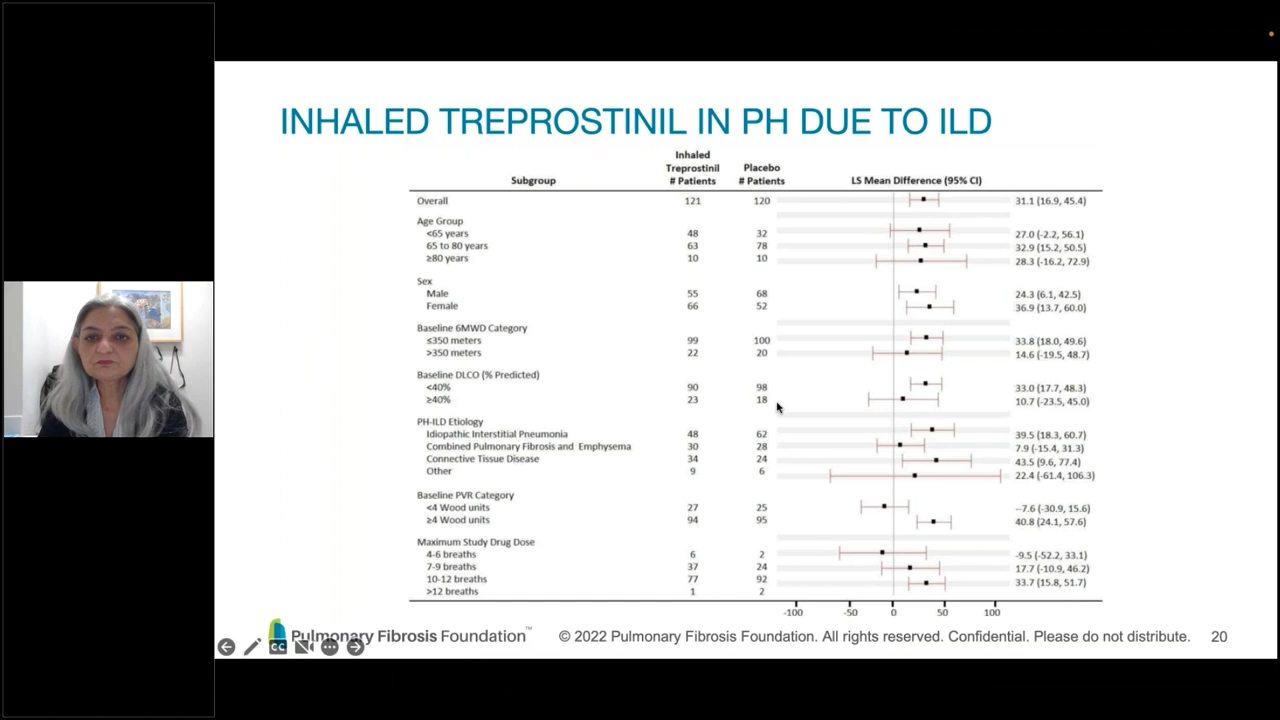 INHALED TREPROSTINIL IN PH DUE TO ILD
Inhaled
Treprostinil Placebo
Subgroup # Patients # Patients LS Mean Difference (95% CI)
Overall 121 120 31.1 (16.9, 45.4)
Age Group
<65 years 48 32 27.0 (-2.2, 56.1)
65 to 80 years 63 78 32.9 (15.2, 50.5)
≥80 years 10 10 28.3 (-16.2, 72.9)
Sex
Male 55 68 24.3 (6.1, 42.5)
Female 66 52 36.9 (13.7, 60.0)
Baseline 6MWD Category
≤350 meters 99 100 33.8 (18.0, 49.6)
>350 meters 22 20 14.6 (-19.5, 48.7)
Baseline DLCO (% Predicted)
<40% 90 98 33.0 (17.7, 48.3)
≥40% 23 18 10.7 (-23.5, 45.0)
PH-ILD Etiology
Idiopathic Interstitial Pneumonia 48 62 39.5 (18.3, 60.7)
Combined Pulmonary Fibrosis and Emphysema 30 28 7.9 (-15.4, 31.3)
Connective Tissue Disease 34 24 43.5 (9.6, 77.4)
Other 9 6 22.4 (-61.4, 106.3)
Baseline PVR Category
<4 Wood units 27 25 --7.6 (-30.9, 15.6)
≥4 Wood units 94 95 40.8 (24.1, 57.6)
Maximum Study Drug Dose
4-6 breaths 6 2 -9.5 (-52.2, 33.1)
7-9 breaths 37 24 17.7 (-10.9, 46.2)
10-12 breaths 77 92 33.7 (15.8, 51.7)
>12 breaths 1 2
-100 -50 0 50 100
Pulmonary Fibrosis Foundation™ © 2022 Pulmonary Fibrosis Foundation. All rights reserved. Confidential. Please do not distribute. 20
CC